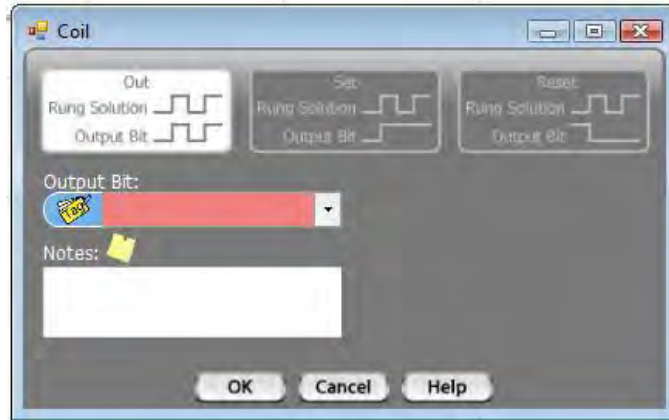 Coil
Out
Rung Solution
Output Bit
Set
Rung Solution
Output Bit
Reset
Rung Solution
Output Bit
Output Bit:
Tag
Notes:
OK
Cancel
Help